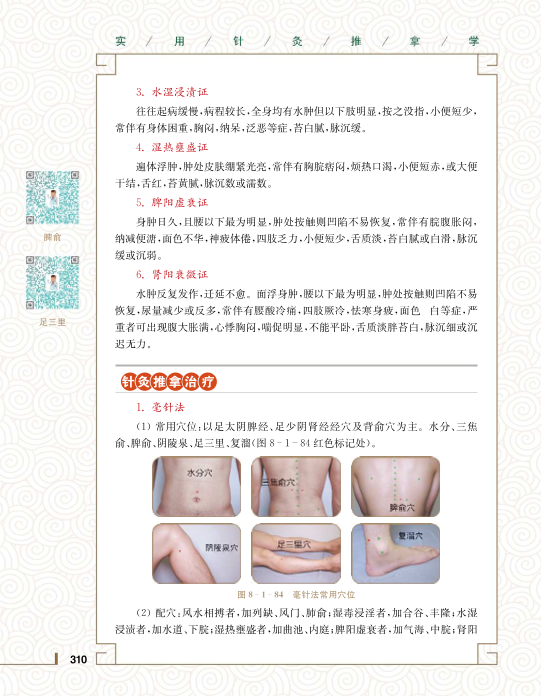 实 / 用 / 针 / 灸 / 推 / 拿 / 学
3. 水湿浸渍证
往往起病缓慢,病程较长,全身均有水肿但以下肢明显,按之没指,小便短少,
常伴有身体困重,胸闷,纳呆,泛恶等症,苔白腻,脉沉缓。
4. 湿热壅盛证
遍体浮肿,肿处皮肤绷紧光亮,常伴有胸脘痞闷,烦热口渴,小便短赤,或大便
干结,舌红,苔黄腻,脉沉数或濡数。
5. 脾阳虚衰证
身肿日久,且腰以下最为明显,肿处按触则凹陷不易恢复,常伴有脘腹胀闷,
纳减便溏,面色不华,神疲体倦,四肢乏力,小便短少,舌质淡,苔白腻或白滑,脉沉
缓或沉弱。
6. 肾阳衰微证
水肿反复发作,迁延不愈。面浮身肿,腰以下最为明显,肿处按触则凹陷不易
恢复,尿量减少或反多,常伴有腰酸冷痛,四肢厥冷,怯寒身疲,面色 白等症,严
重者可出现腹大胀满,心悸胸闷,喘促明显,不能平卧,舌质淡胖苔白,脉沉细或沉
迟无力。
脾俞
足三里
针灸推拿治疗
1. 毫针法
(1) 常用穴位:以足太阴脾经、足少阴肾经经穴及背俞穴为主。水分、三焦
俞、脾俞、阴陵泉、足三里、复溜(图 8-1-84 红色标记处)。
水分穴
三焦俞穴
脾俞穴
阴陵泉穴
足三里穴
复溜穴
图 8-1-84 毫针法常用穴位
(2) 配穴:风水相搏者,加列缺、风门、肺俞;湿毒浸淫者,加合谷、丰隆;水湿
浸渍者,加水道、下脘;湿热壅盛者,加曲池、内庭;脾阳虚衰者,加气海、中脘;肾阳
310